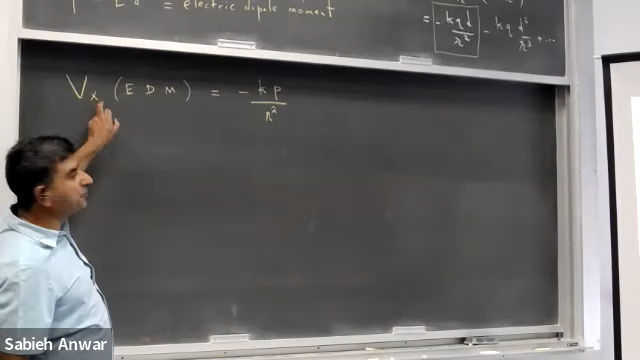 = electric dipole moment
= - kqd/r² - kq d²/r³ + ...
Vx (EDM) = - kp/r²
Sabieh Anwar